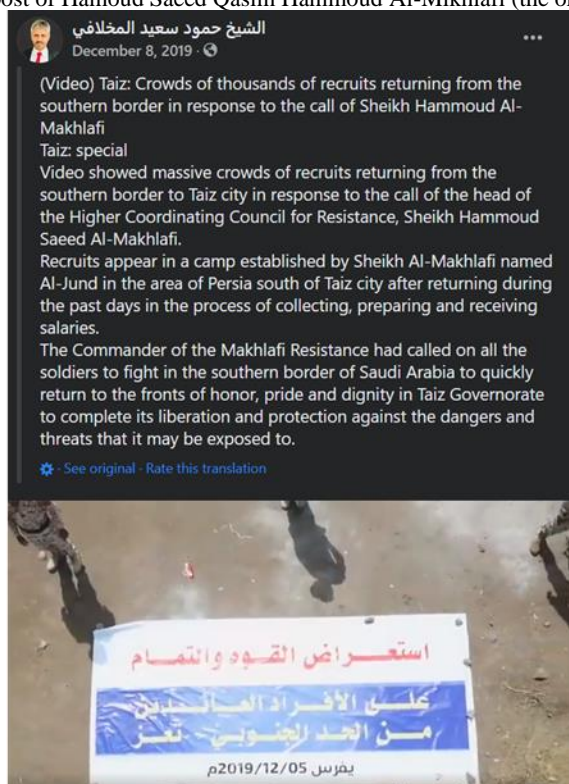 post of Hamoud Saeed Qasim Hammoud Al-Mikhlafi (the o
الشيخ حمود سعيد المخلافي
December 8, 2019 ·
(Video) Taiz: Crowds of thousands of recruits returning from the
southern border in response to the call of Sheikh Hammoud Al-
Makhlafi
Taiz: special
Video showed massive crowds of recruits returning from the
southern border to Taiz city in response to the call of the head of
the Higher Coordinating Council for Resistance, Sheikh Hammoud
Saeed Al-Makhlafi.
Recruits appear in a camp established by Sheikh Al-Makhlafi named
Al-Jund in the area of Persia south of Taiz city after returning during
the past days in the process of collecting, preparing and receiving
salaries.
The Commander of the Makhlafi Resistance had called on all the
soldiers to fight in the southern border of Saudi Arabia to quickly
return to the fronts of honor, pride and dignity in Taiz Governorate
to complete its liberation and protection against the dangers and
threats that it may be exposed to.
· See original · Rate this translation
استعراض القوه والتمام
على الأفراد العائدين
من الحد الجنوبي - تعز
يفرس 2019/12/05م